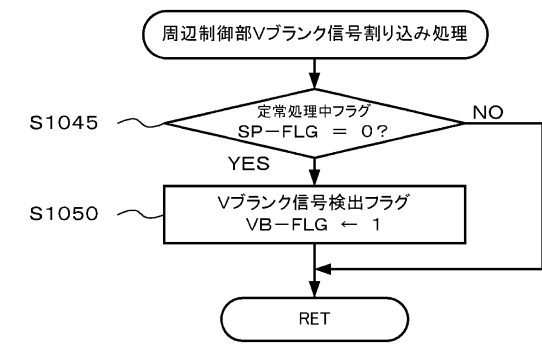 周辺制御部Vブランク信号割り込み処理
S1045
定常処理中フラグ
SP－FLG ＝ 0？
NO
YES
S1050
Vブランク信号検出フラグ
VB－FLG ← 1
RET